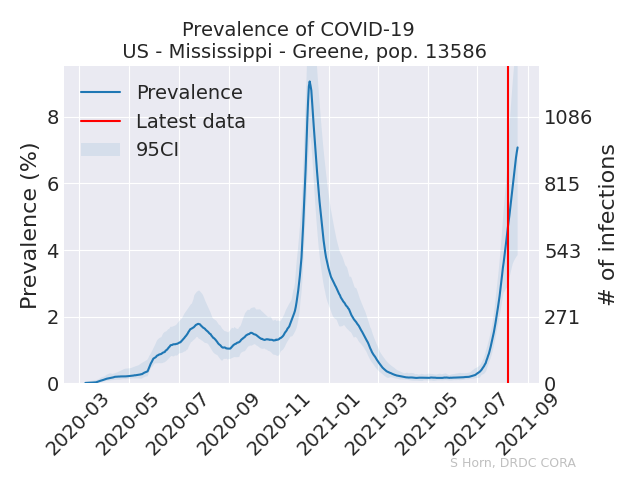 Prevalence of COVID-19
US - Mississippi - Greene, pop. 13586
Prevalence
Latest data
95CI
Prevalence (%)
8
6
4
2
0
1086
815
543
271
0
# of infections
2020-03
2020-05
2020-07
2020-09
2020-11
2021-01
2021-03
2021-05
2021-07
2021-09
S Horn, DRDC CORA